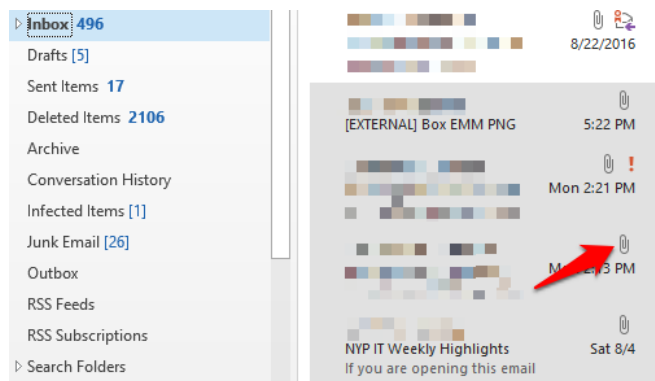 Inbox 496
Drafts [5]
Sent Items 17
Deleted Items 2106
Archive
Conversation History
Infected Items [1]
Junk Email [26]
Outbox
RSS Feeds
RSS Subscriptions
Search Folders
8/22/2016
[EXTERNAL] Box EMM PNG 5:22 PM
Mon 2:21 PM
PM
NYP IT Weekly Highlights Sat 8/4
If you are opening this email